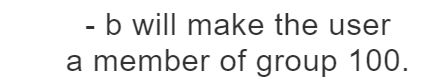 - b will make the user
a member of group 100.